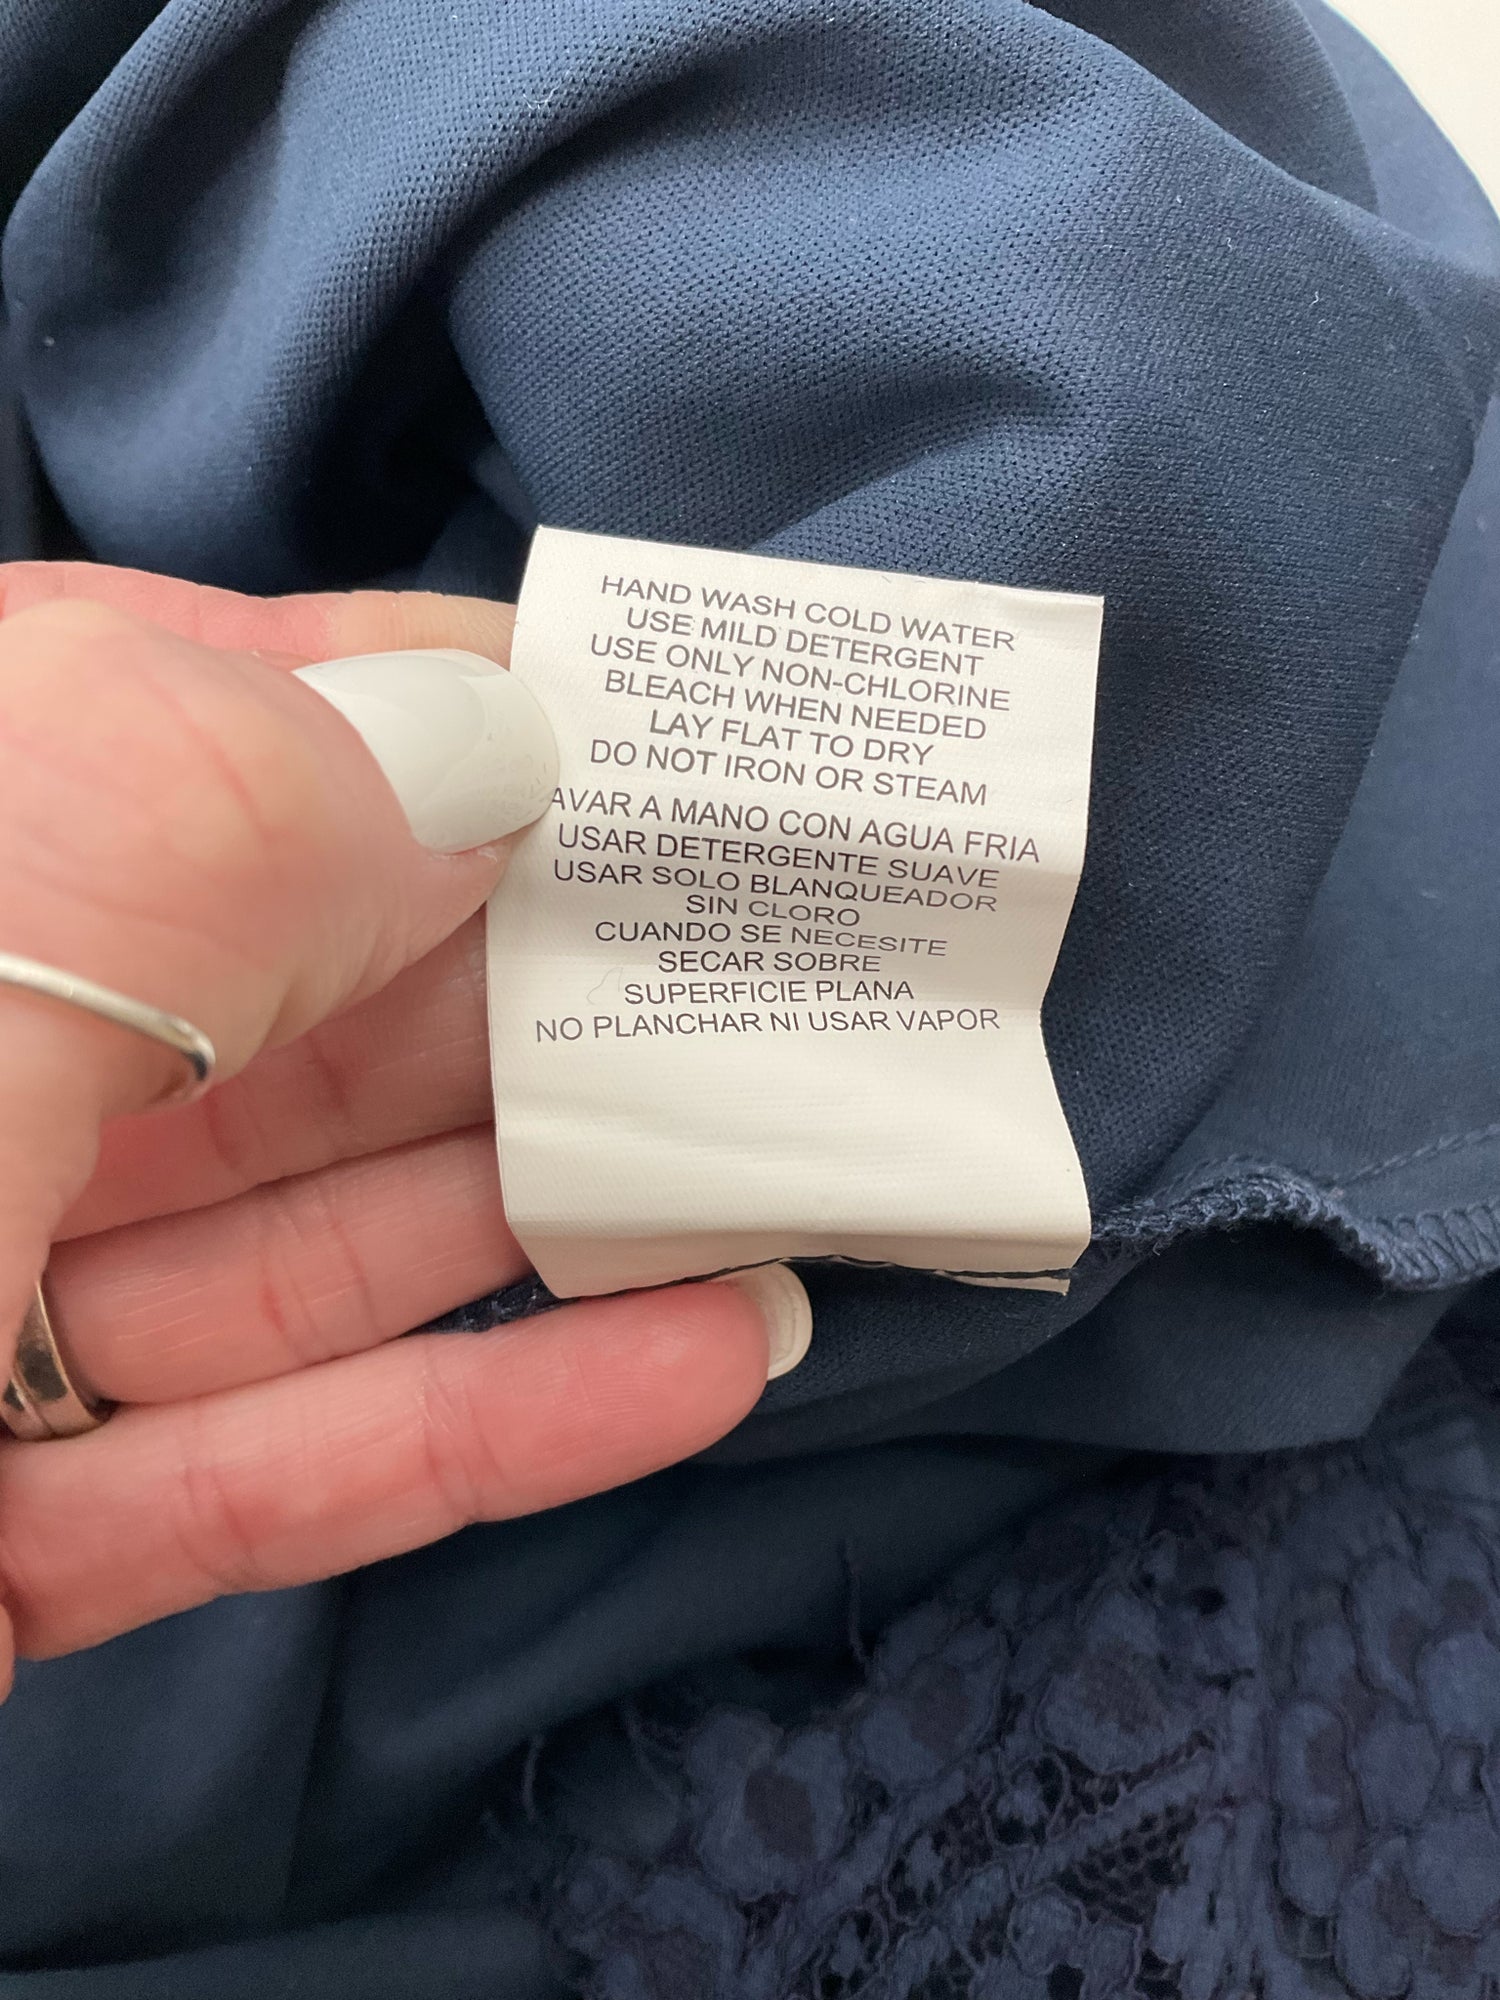 HAND WASH COLD WATER
USE MILD DETERGENT
USE ONLY NON-CHLORINE
BLEACH WHEN NEEDED
LAY FLAT TO DRY
DO NOT IRON OR STEAM
AVAR A MANO CON AGUA FRIA
USAR DETERGENTE SUAVE
USAR SOLO BLANQUEADOR
SIN CLORO
CUANDO SE NECESITE
SECAR SOBRE
SUPERFICIE PLANA
NO PLANCHAR NI USAR VAPOR